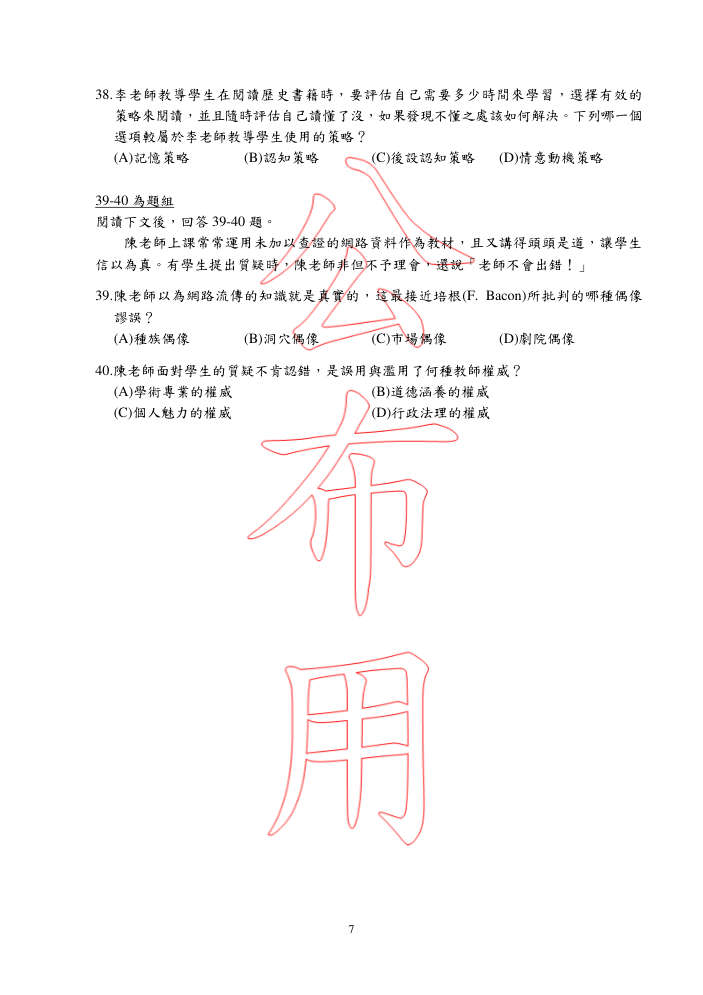 38.李老師教導學生在閱讀歷史書籍時，要評估自己需要多少時間來學習，選擇有效的
策略來閱讀，並且隨時評估自己讀懂了沒，如果發現不懂之處該如何解決。下列哪一個
選項較屬於李老師教導學生使用的策略？
(A)記憶策略 (B)認知策略 (C)後設認知策略 (D)情意動機策略
39-40 為題組
閱讀下文後，回答 39-40 題。
陳老師上課常常運用未加以查證的網路資料作為教材，且又講得頭頭是道，讓學生
信以為真。有學生提出質疑時，陳老師非但不予理會，還說「老師不會出錯！」
39.陳老師以為網路流傳的知識就是真實的，這最接近培根(F. Bacon)所批判的哪種偶像
謬誤？
(A)種族偶像 (B)洞穴偶像 (C)市場偶像 (D)劇院偶像
40.陳老師面對學生的質疑不肯認錯，是誤用與濫用了何種教師權威？
(A)學術專業的權威 (B)道德涵養的權威
(C)個人魅力的權威 (D)行政法理的權威
公
布
用
7